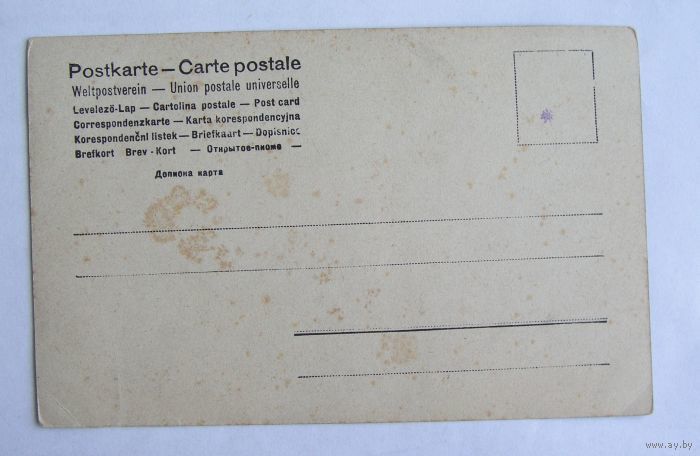 Postkarte — Carte postale
Weltpostverein — Union postale universelle
Levelező-Lap — Cartolina postale — Post card
Correspondenzkarte — Karta korespondencyjna
Korespondenční listek — Briefkaart — Dopisnice
Brefkort Brev-Kort — Открытое-письмо —
Дописна карта
www.ay.by